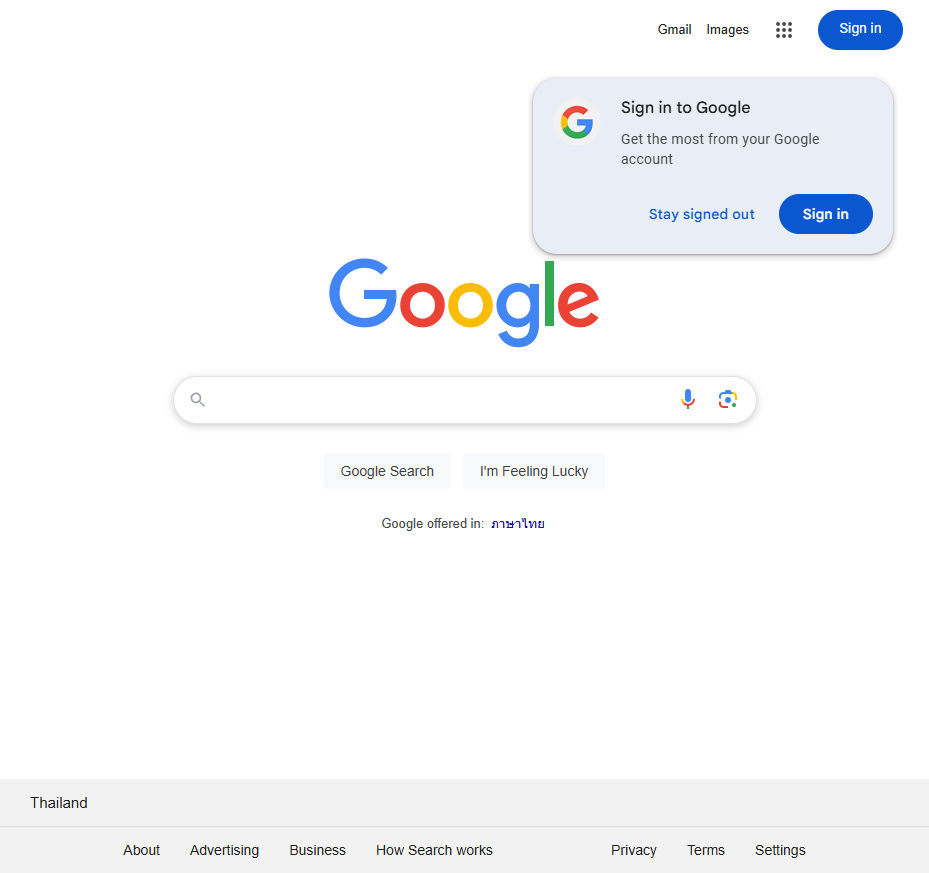 Gmail Images Sign in
Sign in to Google
Get the most from your Google
account
Stay signed out Sign in
Google
Google Search I'm Feeling Lucky
Google offered in: ภาษาไทย
Thailand
About Advertising Business How Search works Privacy Terms Settings